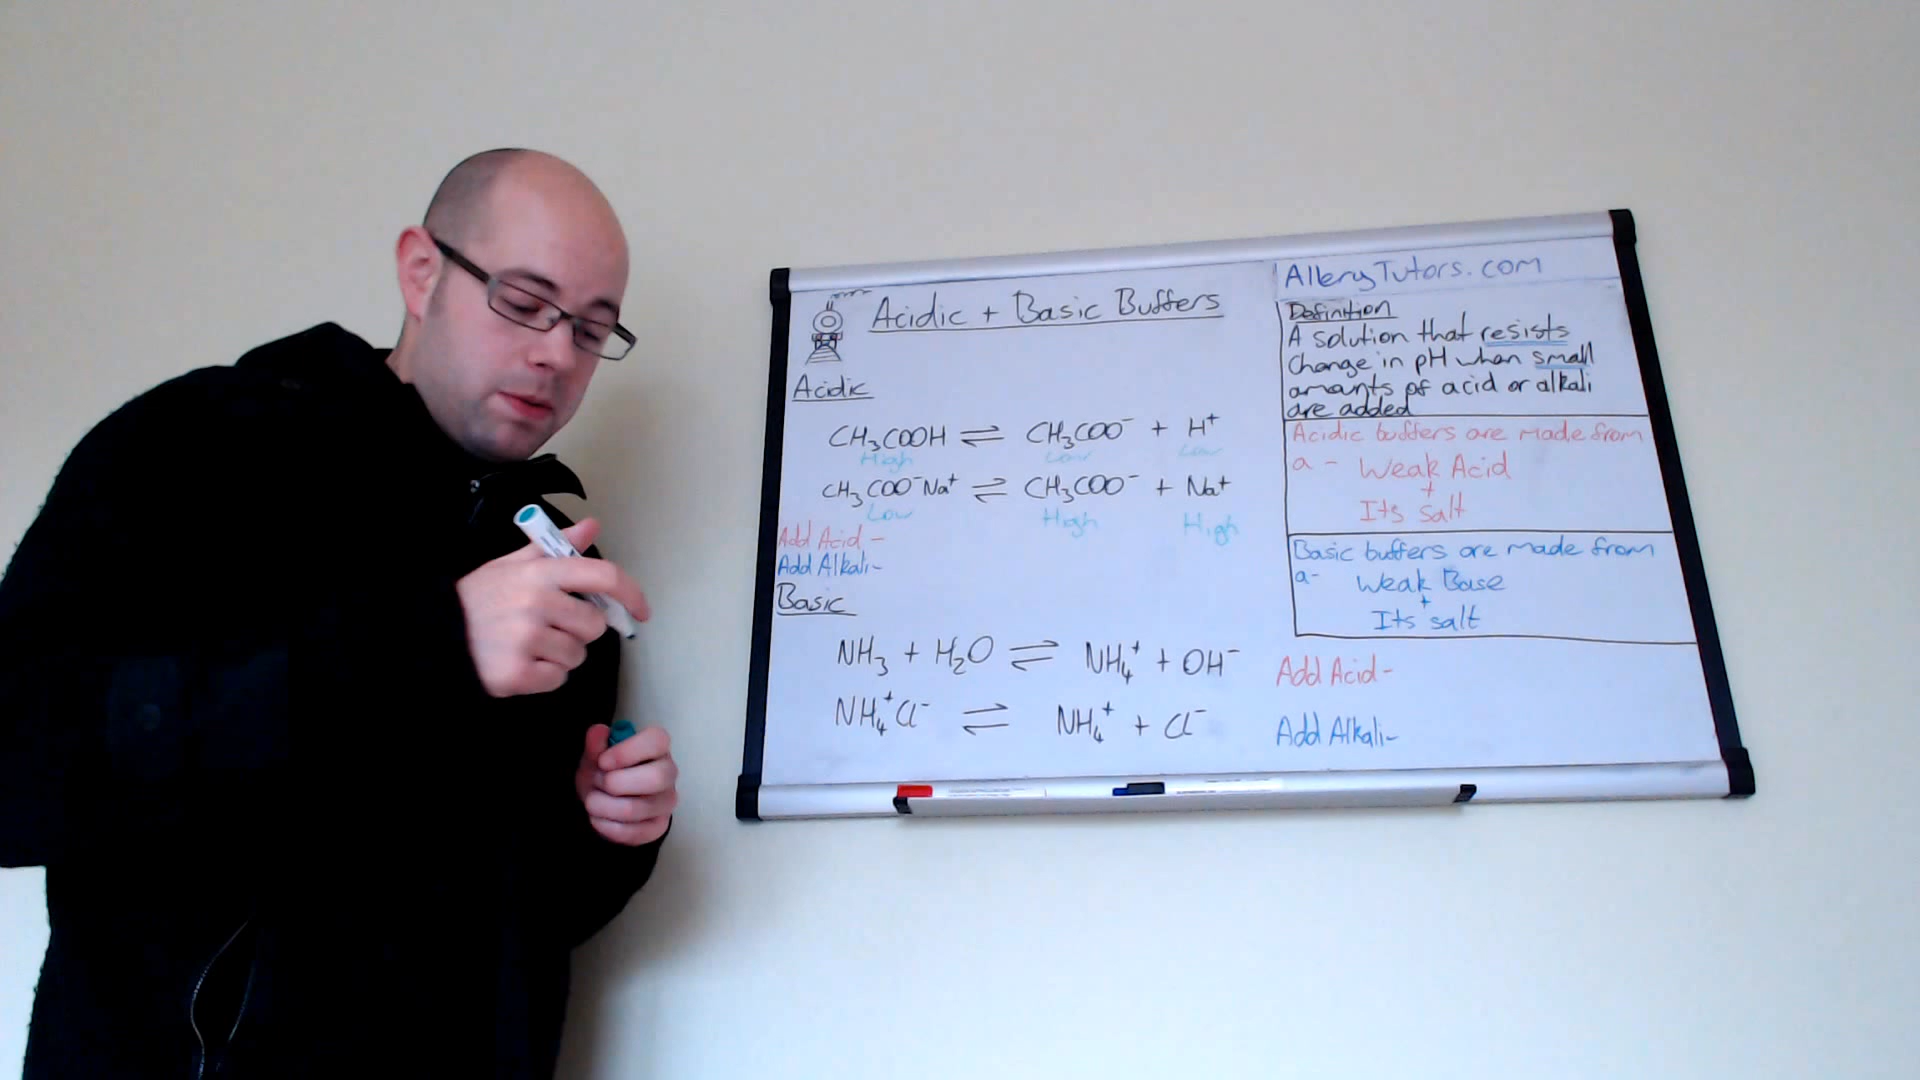 Acidic + Basic Buffers
Acidic
CH₃COOH ⇌ CH₃COO⁻ + H⁺
High Low Low
CH₃COO⁻Na⁺ ⇌ CH₃COO⁻ + Na⁺
Low High High
Add Acid -
Add Alkali-
Basic
NH₃ + H₂O ⇌ NH₄⁺ + OH⁻
NH₄⁺Cl⁻ ⇌ NH₄⁺ + Cl⁻
AlleryTutors.com
Definition
A solution that resists
change in pH when small
amounts of acid or alkali
are added
Acidic buffers are made from
a - Weak Acid
+
Its salt
Basic buffers are made from
a- Weak Base
+
Its salt
Add Acid-
Add Alkali-